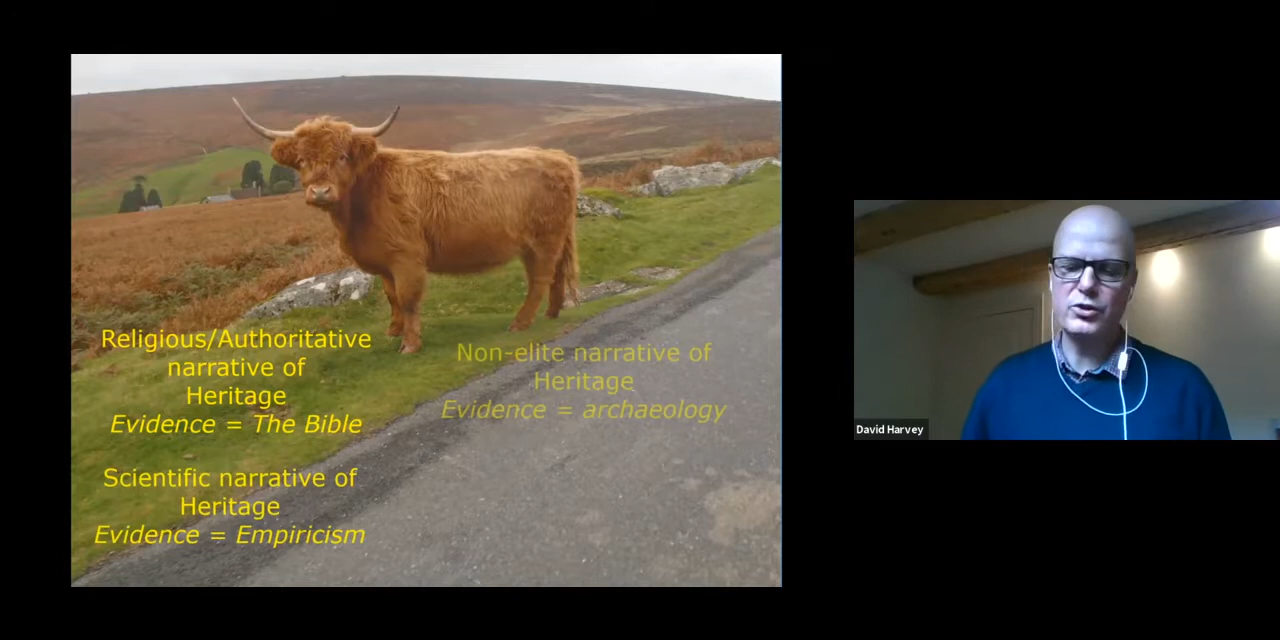 Religious/Authoritative
narrative of
Heritage
Evidence = The Bible
Non-elite narrative of
Heritage
Evidence = archaeology
Scientific narrative of
Heritage
Evidence = Empiricism
David Harvey